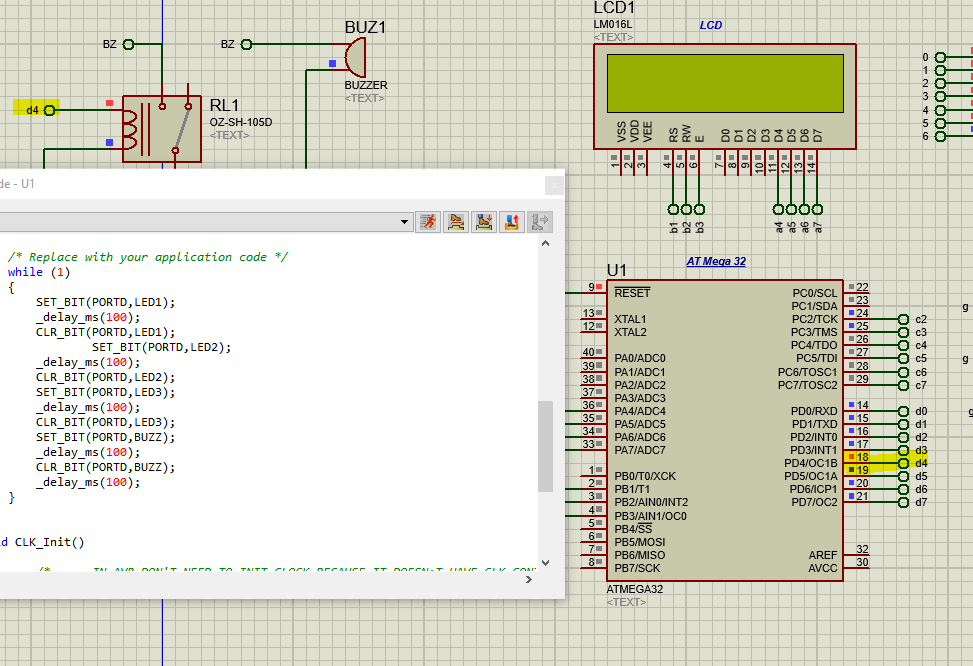 LCD1
LM016L
<TEXT>
LCD
BUZ1
BZ
BZ
BUZZER
<TEXT>
d4
RL1
OZ-SH-105D
<TEXT>
0
1
2
3
4
5
6
VSS
VDD
VEE
RS
RW
E
D0
D1
D2
D3
D4
D5
D6
D7
1
2
3
4
5
6
7
8
9
10
11
12
13
14
b1
b2
b3
a4
a5
a6
a7
de - U1
/* Replace with your application code */
while (1)
{
SET_BIT(PORTD,LED1);
_delay_ms(100);
CLR_BIT(PORTD,LED1);
SET_BIT(PORTD,LED2);
_delay_ms(100);
CLR_BIT(PORTD,LED2);
SET_BIT(PORTD,LED3);
_delay_ms(100);
CLR_BIT(PORTD,LED3);
SET_BIT(PORTD,BUZZ);
_delay_ms(100);
CLR_BIT(PORTD,BUZZ);
_delay_ms(100);
}
d CLK_Init()
/* IN AVR DON'T NEED TO INIT CLOCK BECAUSE IT DOESN;T HAVE CLK
U1
AT Mega 32
9 RESET
13 XTAL1
12 XTAL2
40 PA0/ADC0
39 PA1/ADC1
38 PA2/ADC2
37 PA3/ADC3
36 PA4/ADC4
35 PA5/ADC5
34 PA6/ADC6
33 PA7/ADC7
1 PB0/T0/XCK
2 PB1/T1
3 PB2/AIN0/INT2
4 PB3/AIN1/OC0
5 PB4/SS
6 PB5/MOSI
7 PB6/MISO
8 PB7/SCK
PC0/SCL 22
PC1/SDA 23
PC2/TCK 24 c2
PC3/TMS 25 c3
PC4/TDO 26 c4
PC5/TDI 27 c5
PC6/TOSC1 28 c6
PC7/TOSC2 29 c7
PD0/RXD 14 d0
PD1/TXD 15 d1
PD2/INT0 16 d2
PD3/INT1 17 d3
PD4/OC1B 18 d4
PD5/OC1A 19 d5
PD6/ICP1 20 d6
PD7/OC2 21 d7
AREF 32
AVCC 30
g
g
ATMEGA32
<TEXT>